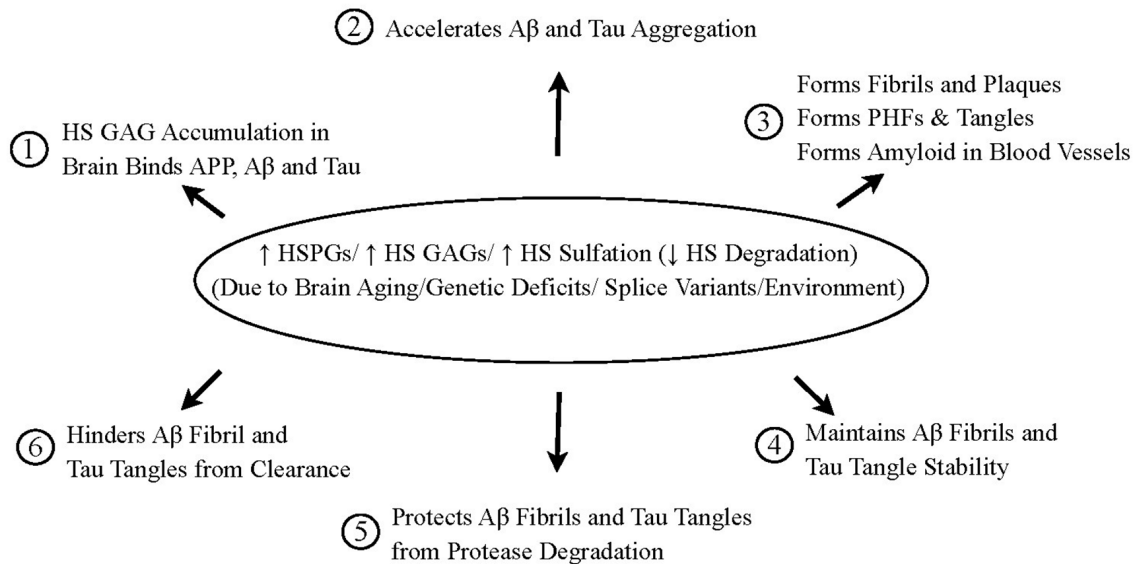 ② Accelerates Aβ and Tau Aggregation
① HS GAG Accumulation in
Brain Binds APP, Aβ and Tau
Forms Fibrils and Plaques
③ Forms PHFs & Tangles
Forms Amyloid in Blood Vessels
↑ HSPGs/ ↑ HS GAGs/ ↑ HS Sulfation (↓ HS Degradation)
(Due to Brain Aging/Genetic Deficits/ Splice Variants/Environment)
⑥ Hinders Aβ Fibril and
Tau Tangles from Clearance
④ Maintains Aβ Fibrils and
Tau Tangle Stability
⑤ Protects Aβ Fibrils and Tau Tangles
from Protease Degradation